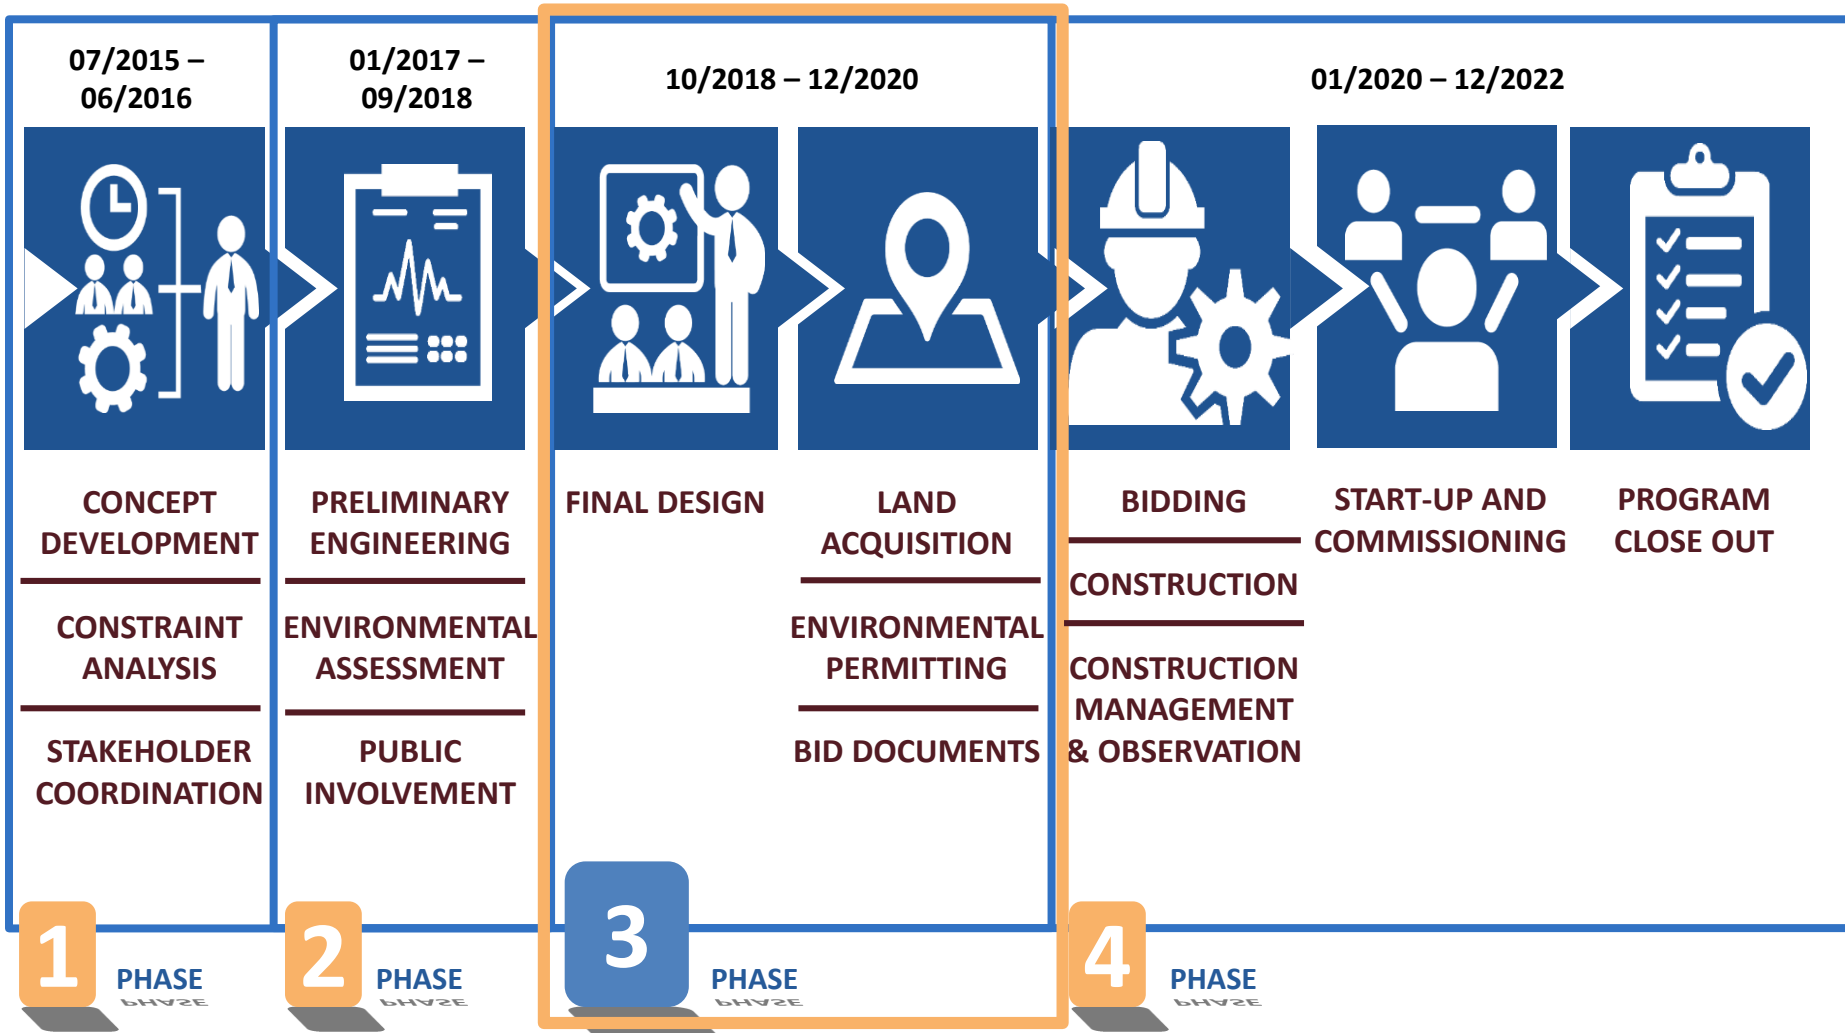 07/2015 –
06/2016
01/2017 –
09/2018
10/2018 – 12/2020
01/2020 – 12/2022
CONCEPT
DEVELOPMENT
CONSTRAINT
ANALYSIS
STAKEHOLDER
COORDINATION
PRELIMINARY
ENGINEERING
ENVIRONMENTAL
ASSESSMENT
PUBLIC
INVOLVEMENT
FINAL DESIGN
LAND
ACQUISITION
ENVIRONMENTAL
PERMITTING
BID DOCUMENTS
BIDDING
CONSTRUCTION
CONSTRUCTION
MANAGEMENT
& OBSERVATION
START-UP AND
COMMISSIONING
PROGRAM
CLOSE OUT
1 PHASE
2 PHASE
3 PHASE
4 PHASE